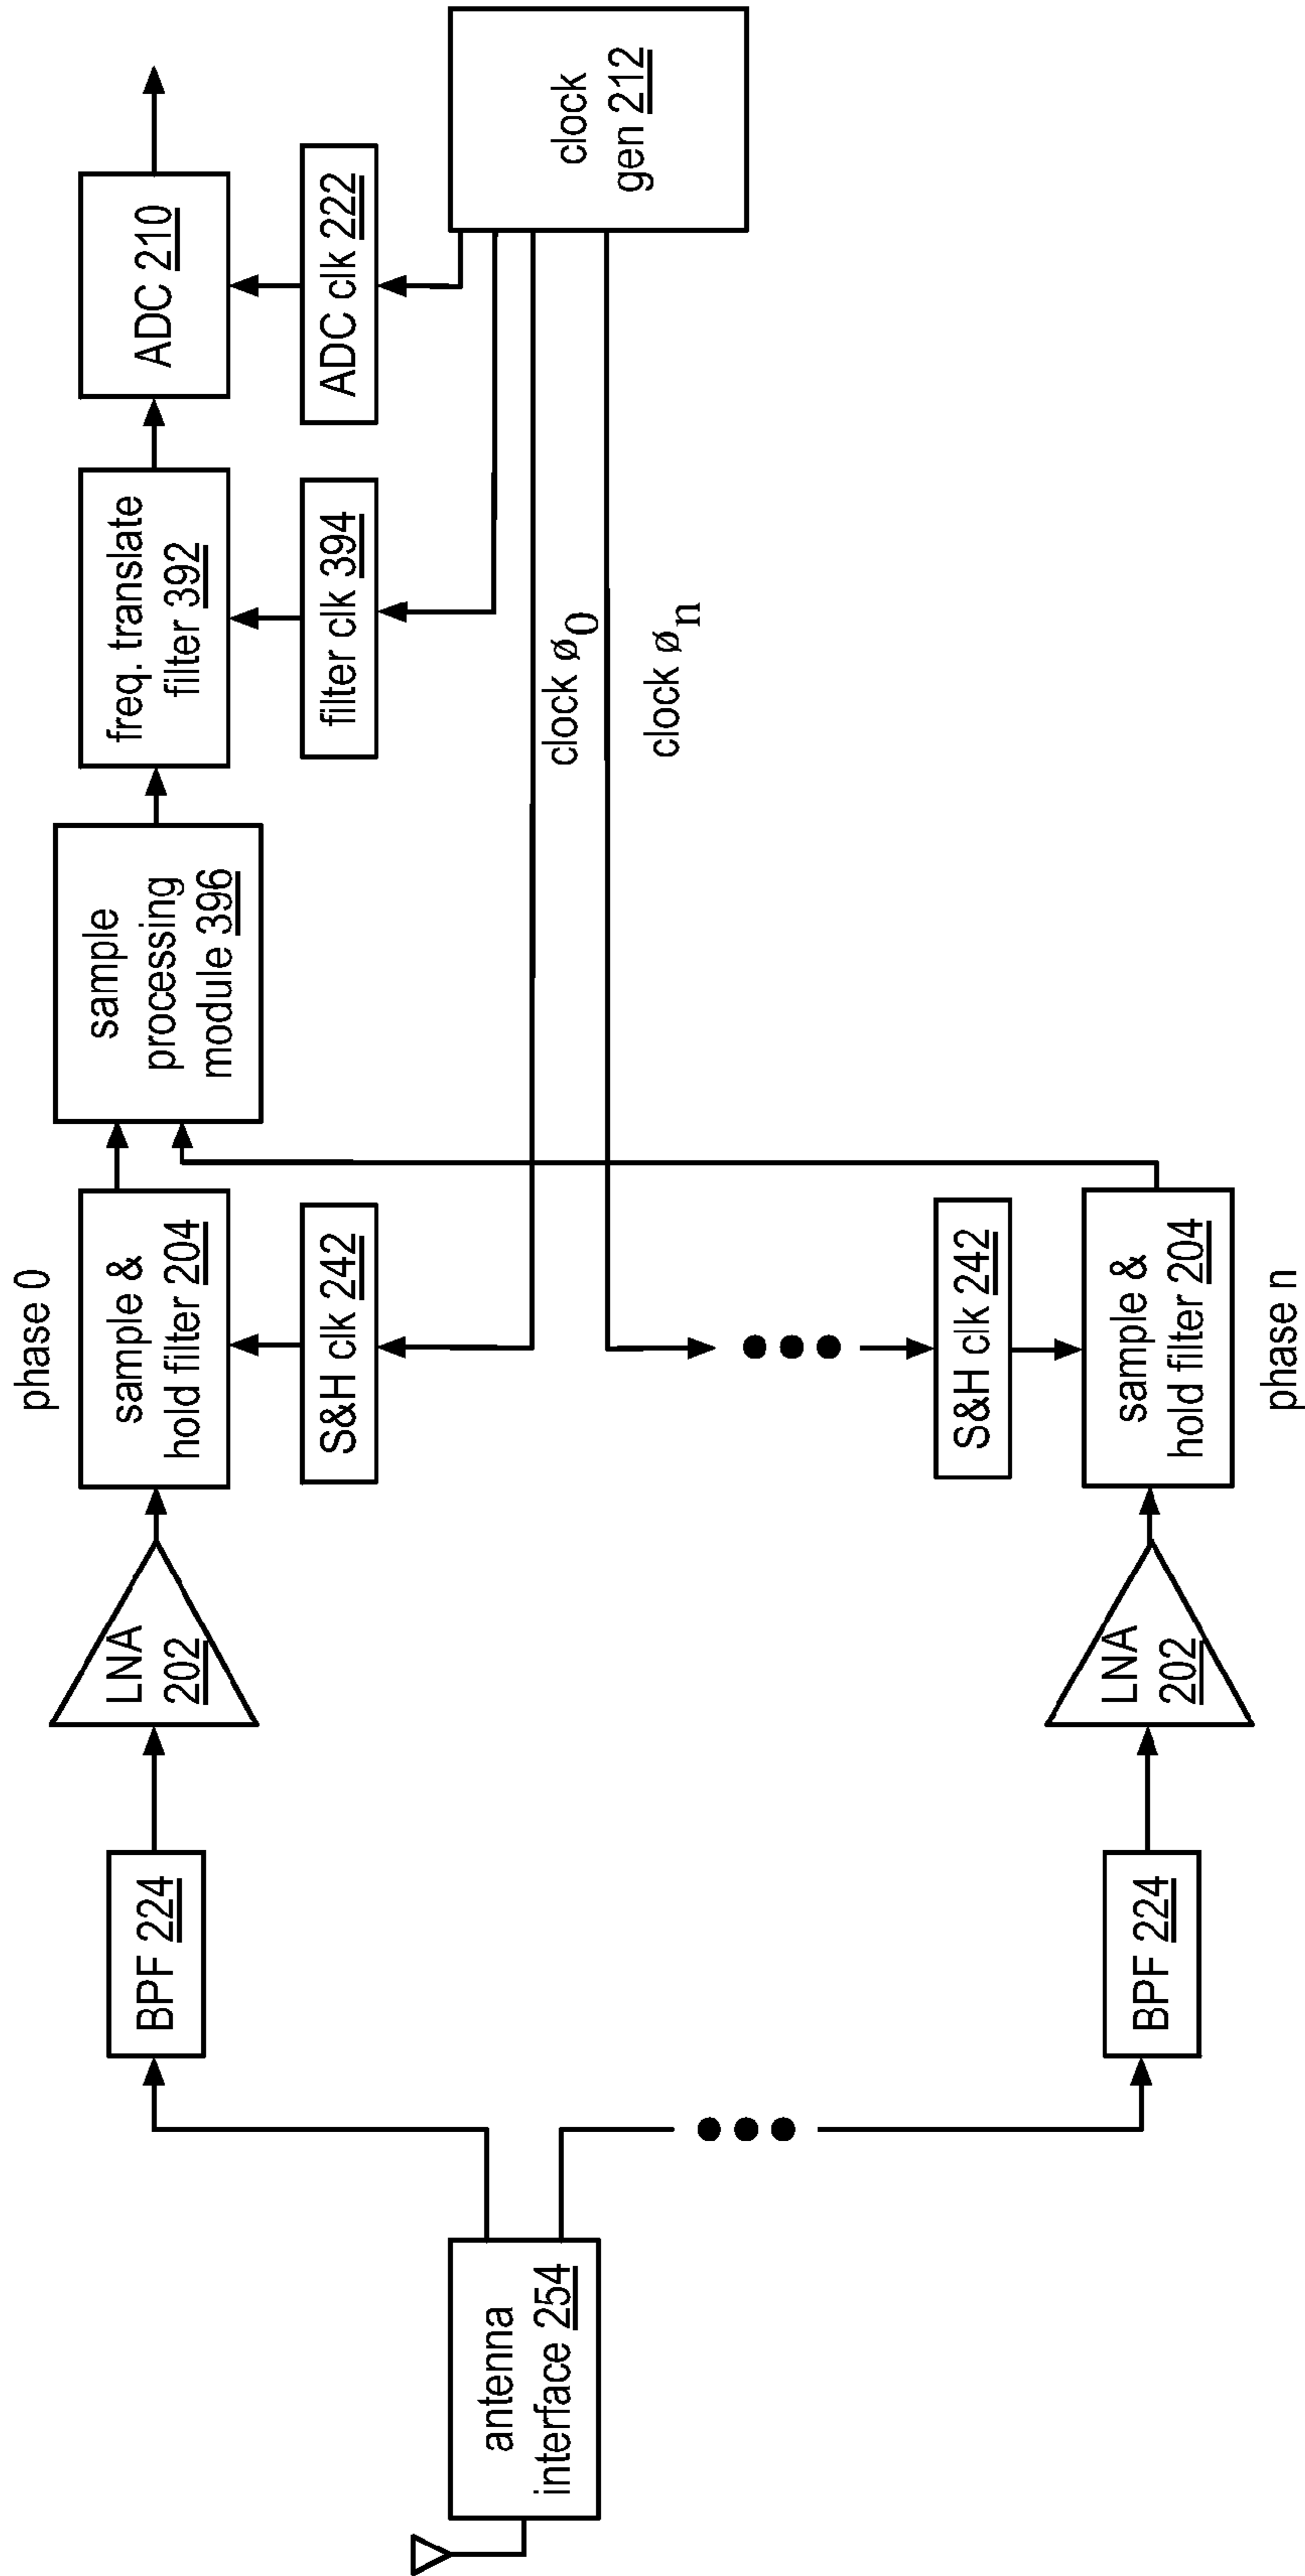 phase 0
antenna
interface 254
BPF 224
LNA
202
sample &
hold filter 204
S&H clk 242
sample
processing
module 396
freq. translate
filter 392
filter clk 394
ADC 210
ADC clk 222
clock
gen 212
clock ø0
clock øn
S&H clk 242
BPF 224
LNA
202
sample &
hold filter 204
phase n